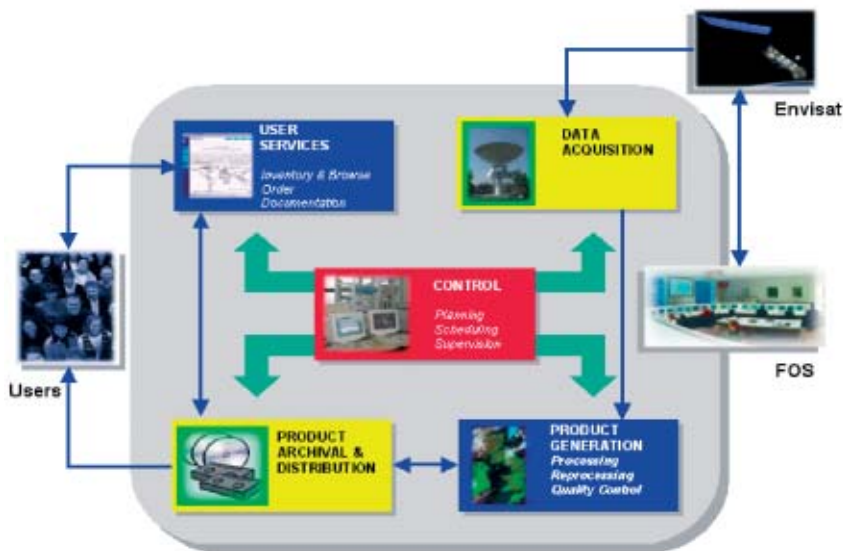 Envisat
USER
SERVICES
Inventory & Browse
Order
Documentation
DATA
ACQUISITION
CONTROL
Planning
Scheduling
Supervision
Users
FOS
PRODUCT
ARCHIVAL &
DISTRIBUTION
PRODUCT
GENERATION
Processing
Reprocessing
Quality Control